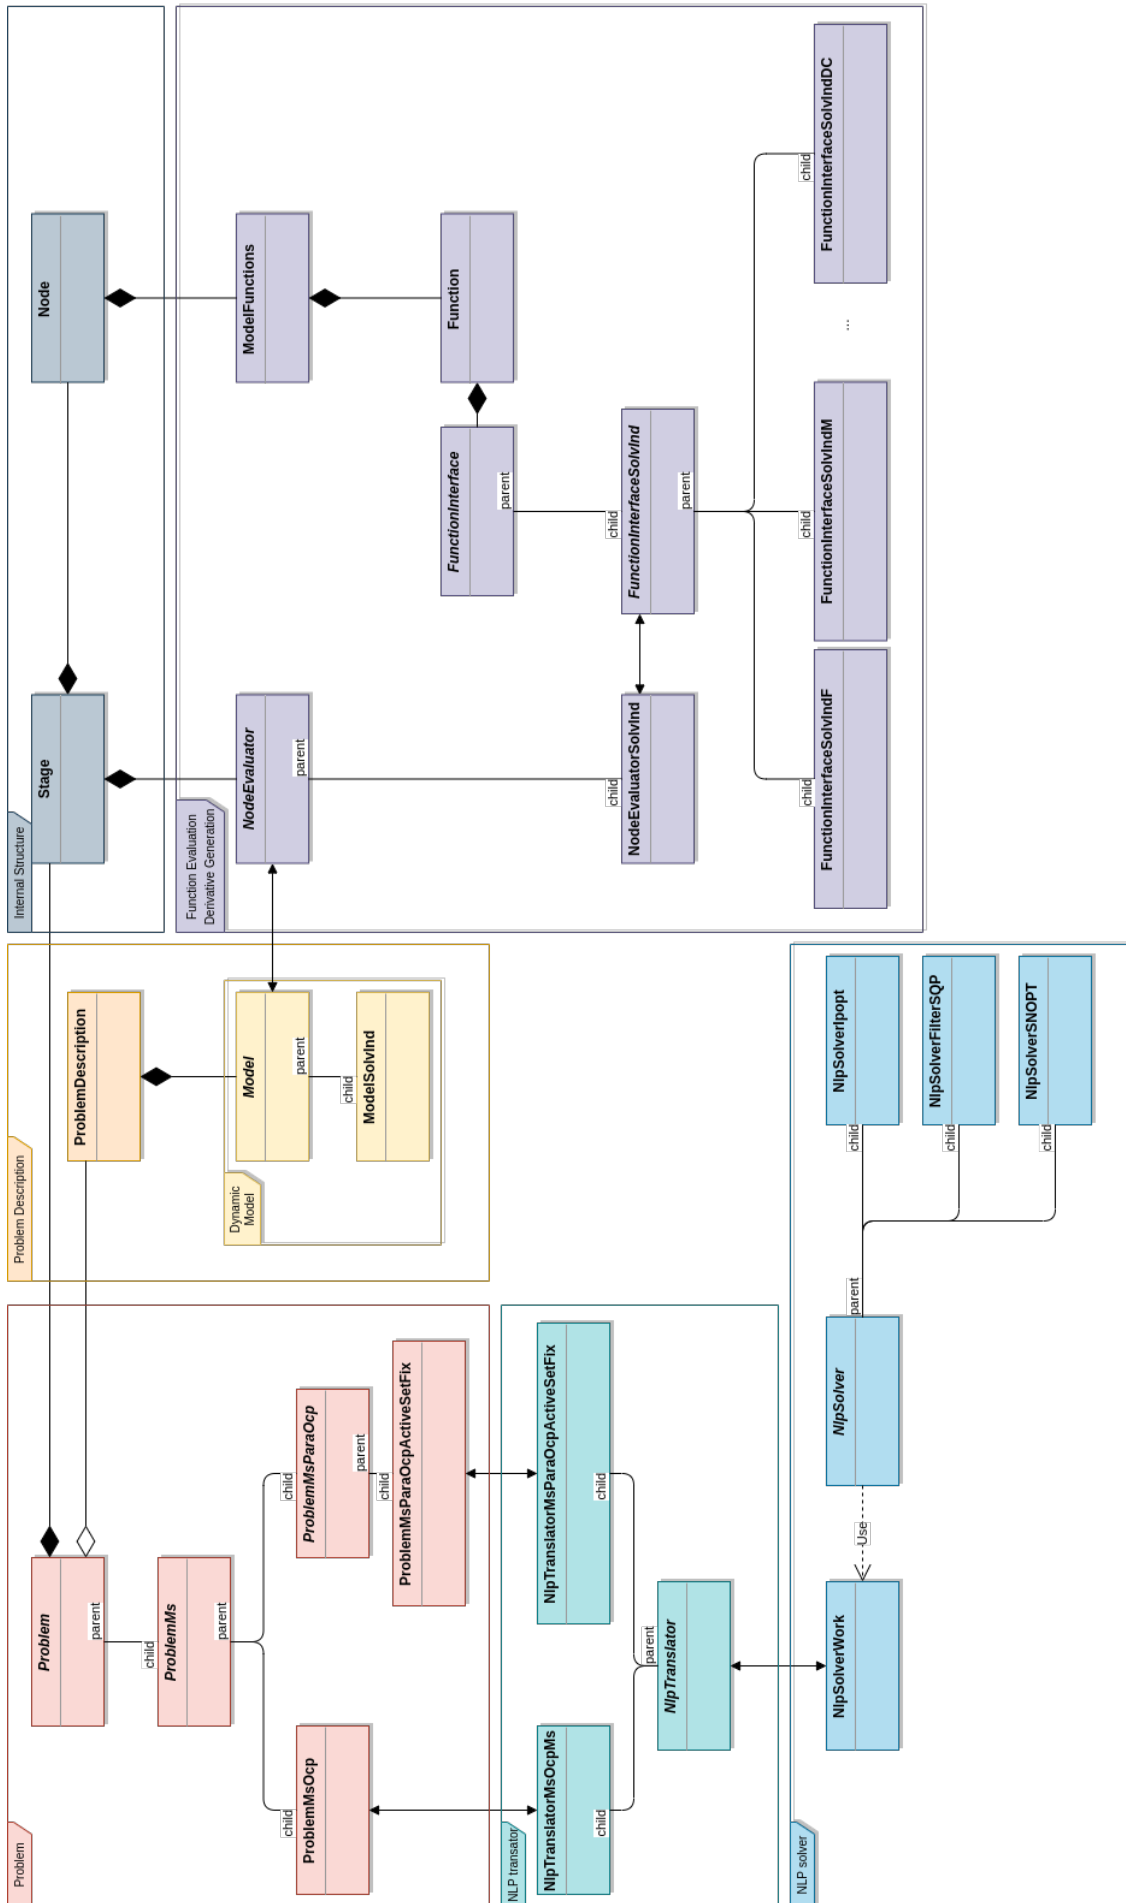 Problem
Problem
parent
child
ProblemMs
parent
child
child
ProblemMsOcp
ProblemMsParaOcp
parent
child
ProblemMsParaOcpActiveSetFix
Problem Description
ProblemDescription
Dynamic
Model
Model
parent
child
ModelSolvInd
Internal Structure
Stage
Node
Function Evaluation
Derivative Generation
NodeEvaluator
parent
ModelFunctions
FunctionInterface
parent
Function
child
NodeEvaluatorSolvInd
child
FunctionInterfaceSolvInd
parent
child
child
child
FunctionInterfaceSolvIndF
FunctionInterfaceSolvIndM
...
FunctionInterfaceSolvIndDC
NLP transator
NlpTranslatorMsOcpMs
child
NlpTranslatorMsParaOcpActiveSetFix
child
parent
NlpTranslator
NLP solver
NlpSolverWork
Use
NlpSolver
parent
child
NlpSolverIpopt
child
NlpSolverFilterSQP
child
NlpSolverSNOPT